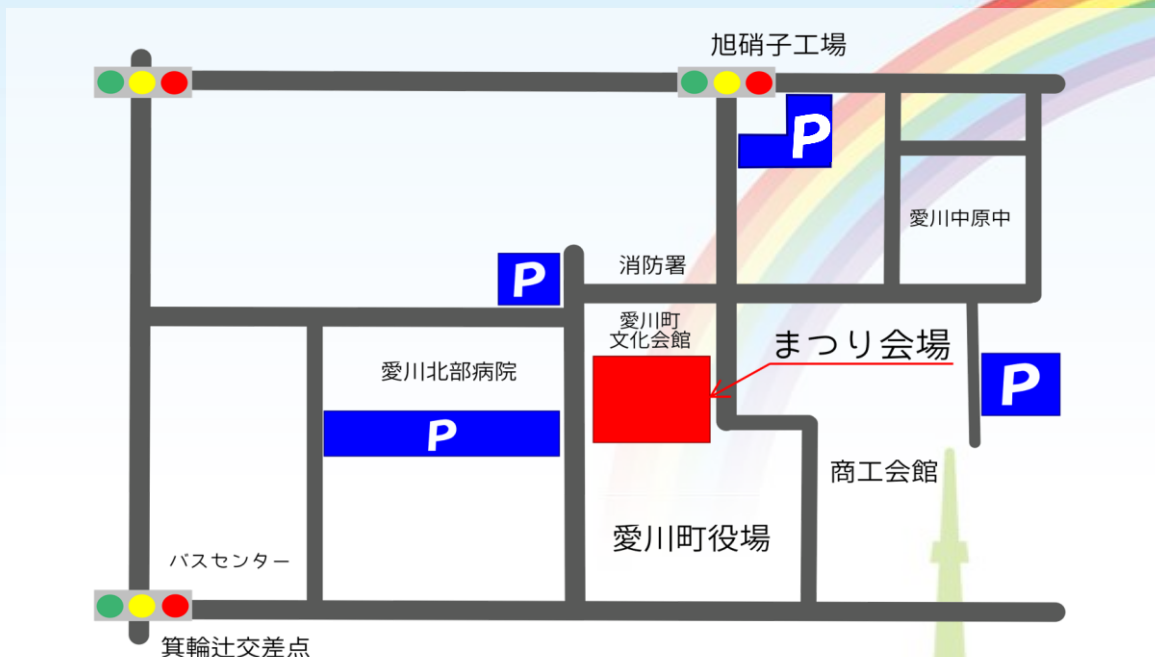 旭硝子工場
P
愛川中原中
消防署
P
愛川町
文化会館
まつり会場
愛川北部病院
P
P
商工会館
愛川町役場
バスセンター
箕輪辻交差点